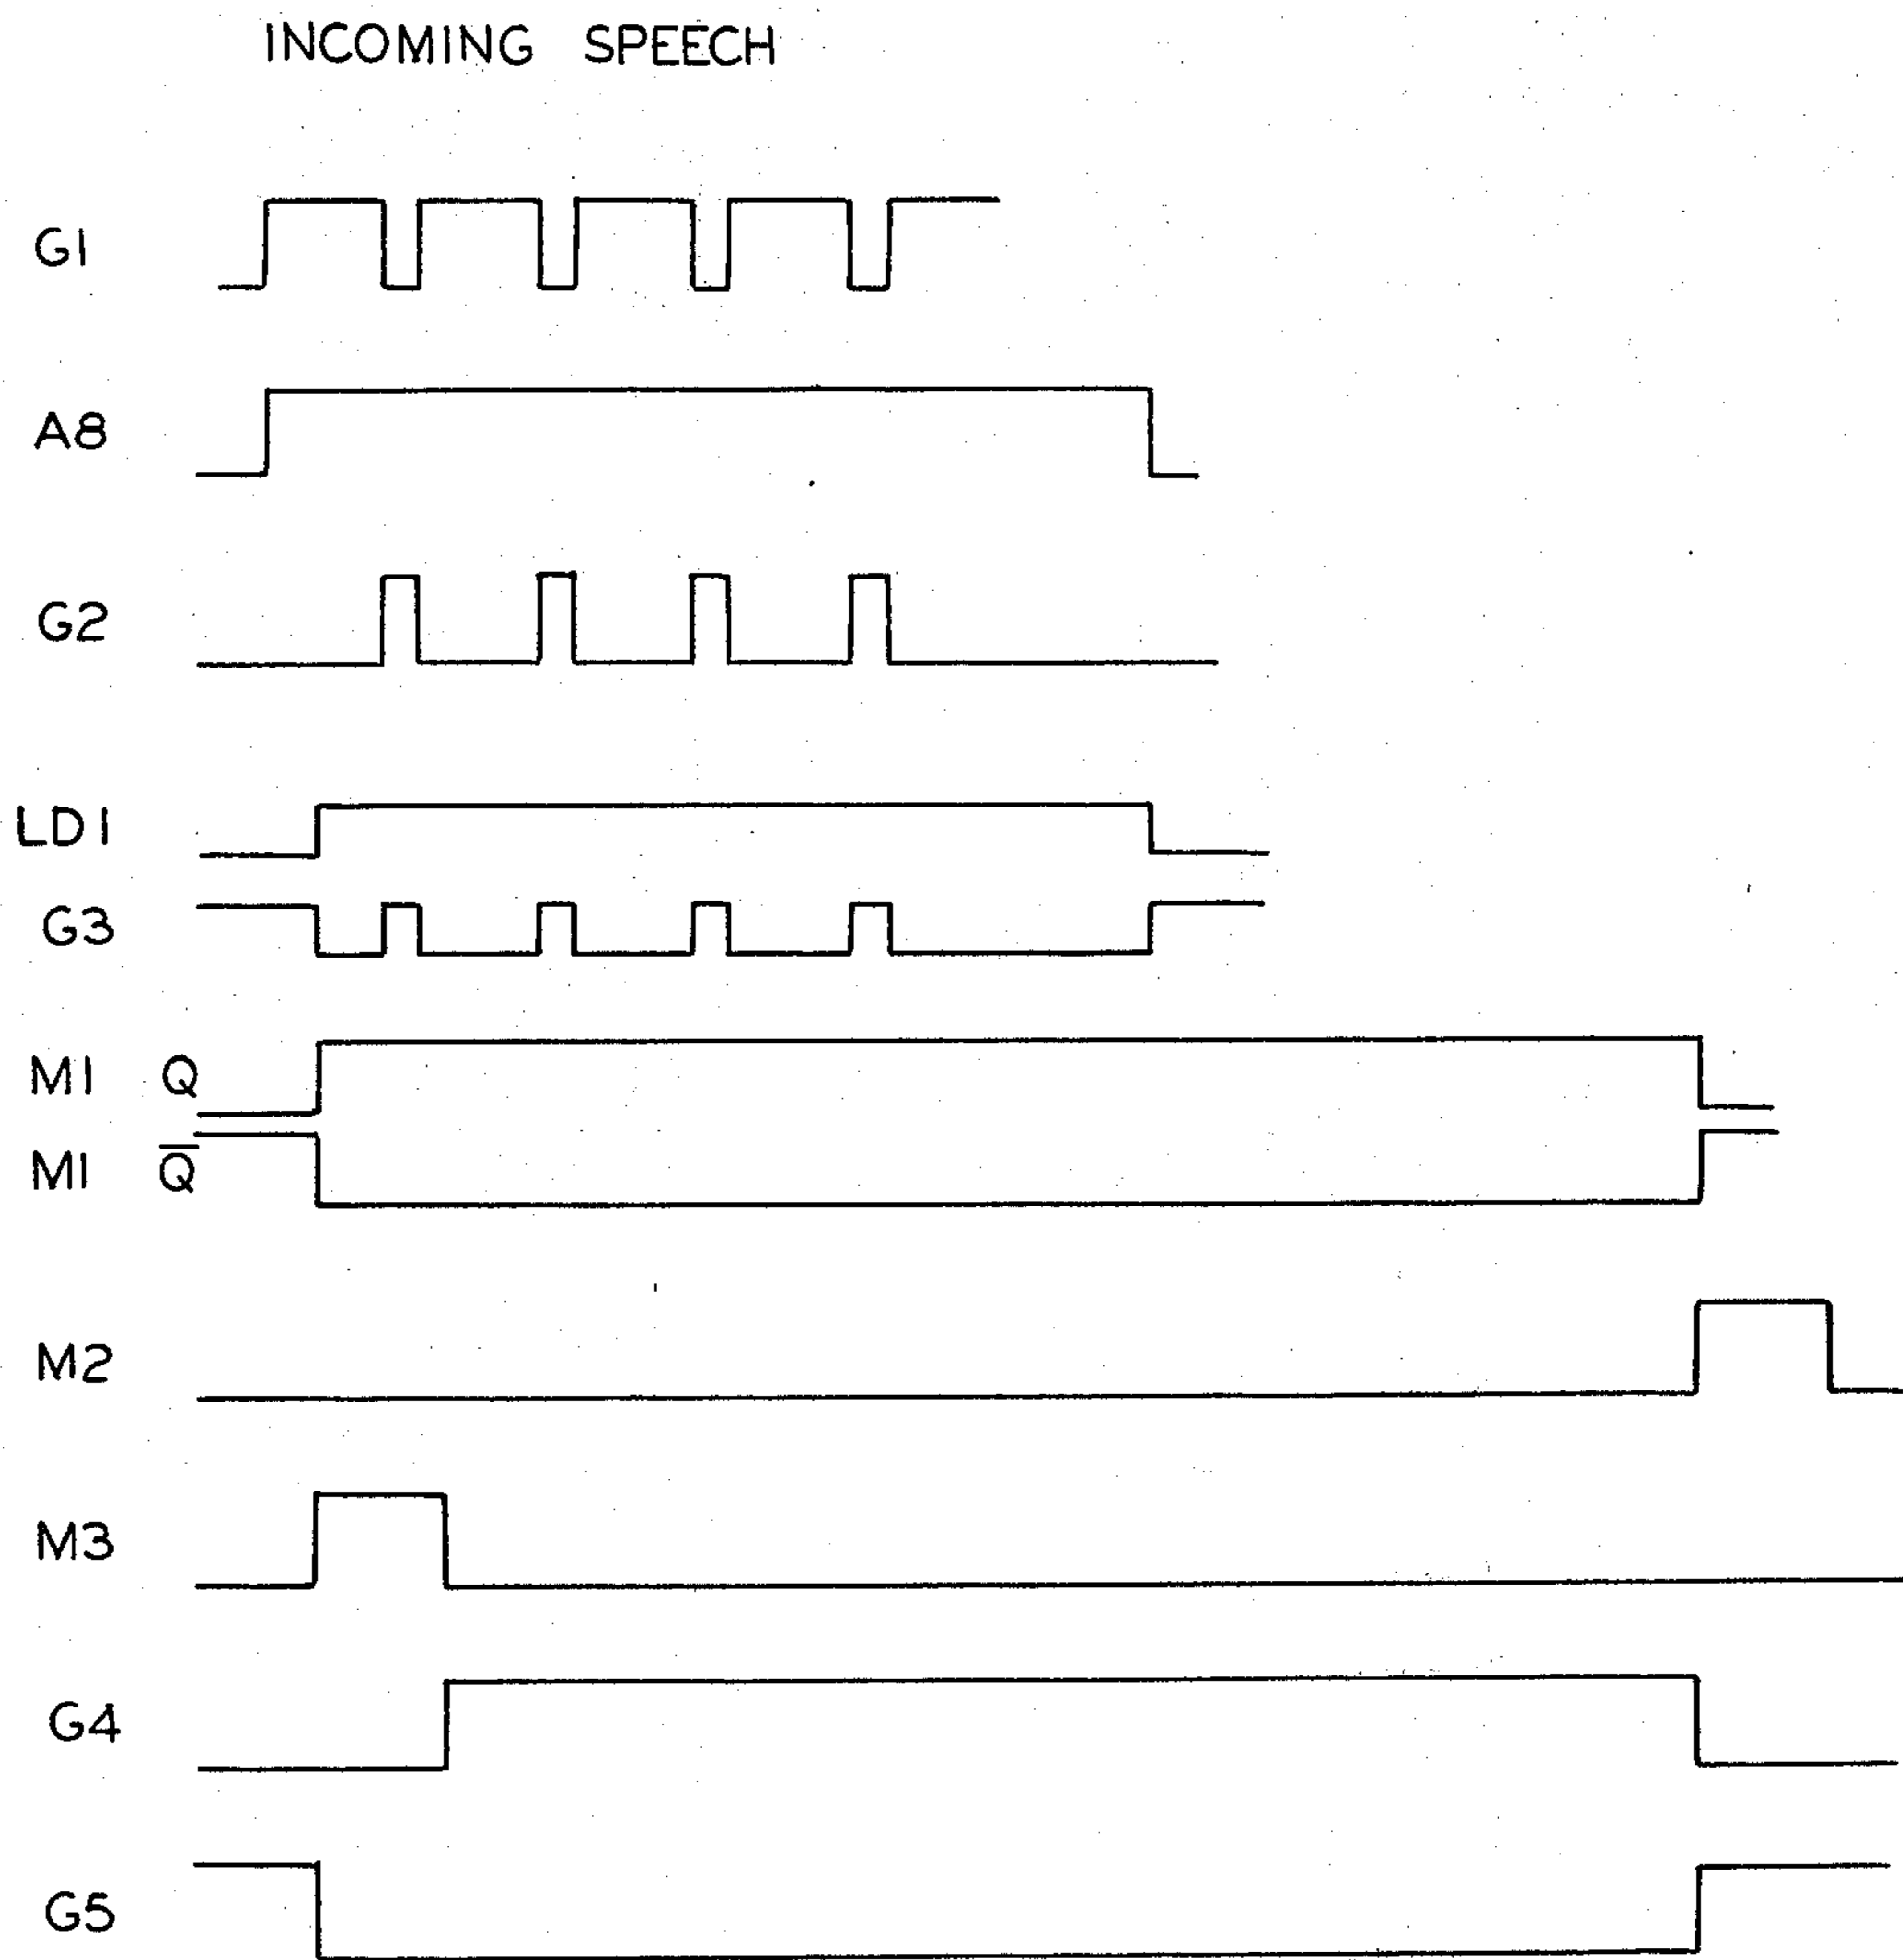 INCOMING SPEECH
G1
A8
G2
LD1
G3
M1 Q
M1 Q̅
M2
M3
G4
G5